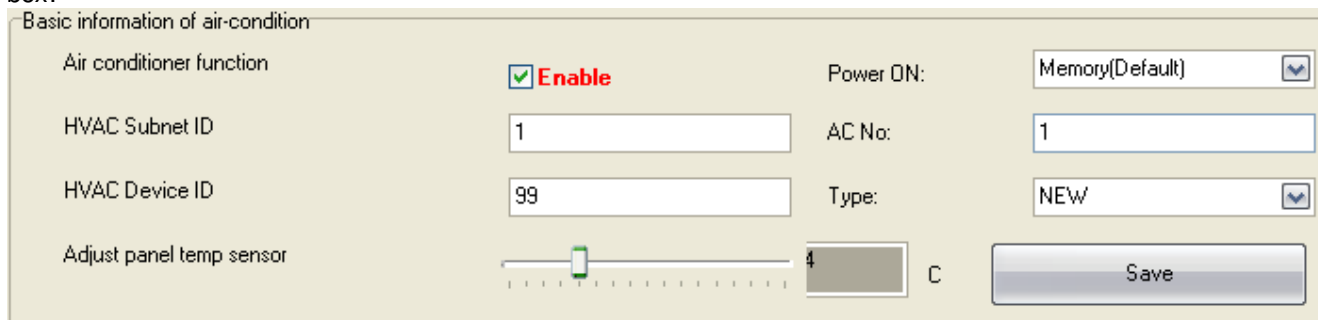 Basic information of air-condition
Air conditioner function Enable Power ON: Memory(Default)
HVAC Subnet ID 1 AC No: 1
HVAC Device ID 99 Type: NEW
Adjust panel temp sensor 4 C Save